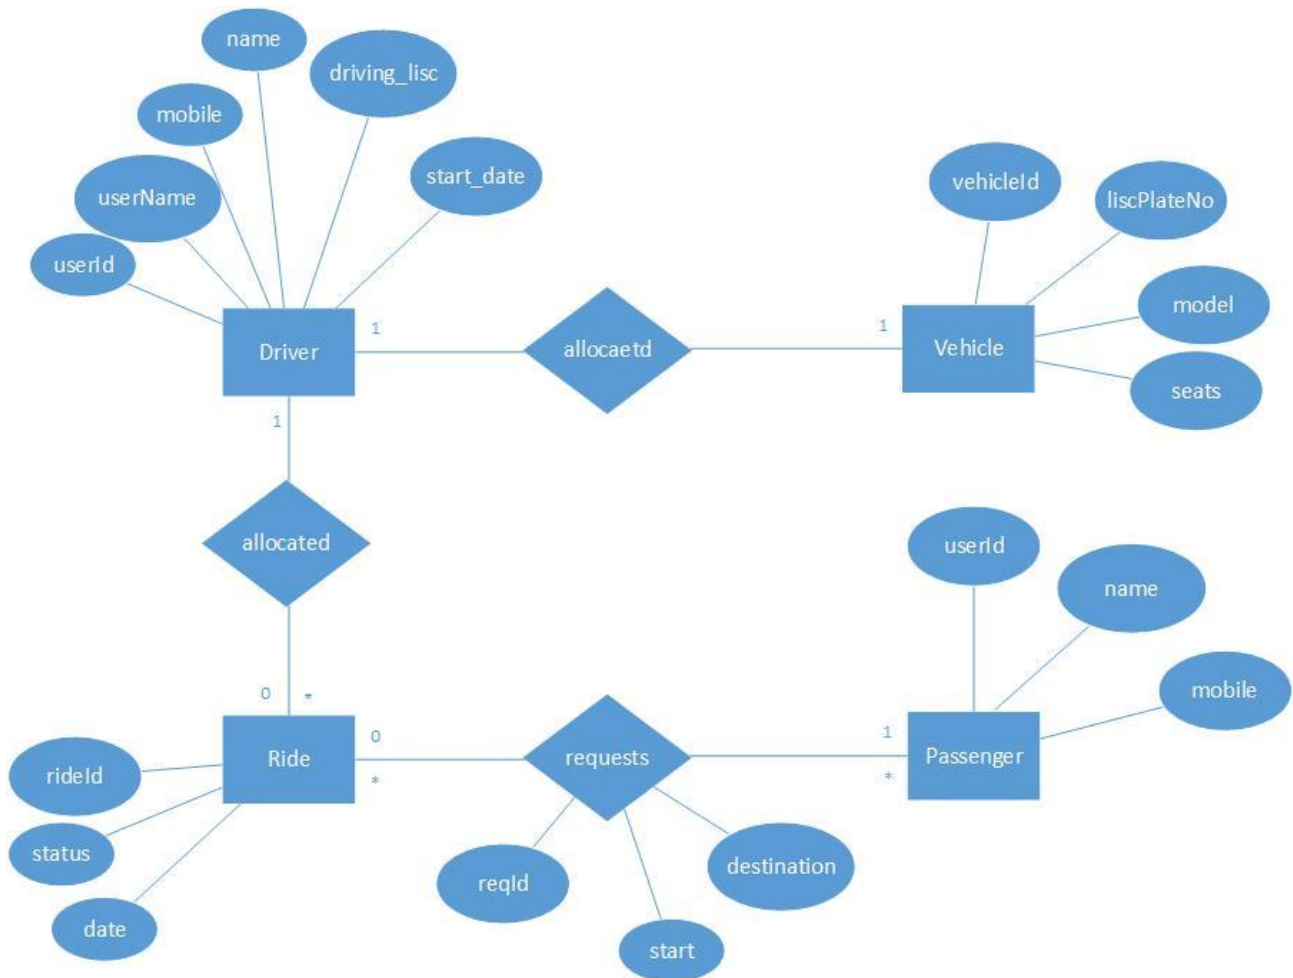 name
driving_lisc
mobile
userName
start_date
userId
vehicleId
liscPlateNo
model
seats
Driver
1
allocaetd
1
Vehicle
1
allocated
0 *
userId
name
mobile
Ride
0
*
requests
1
*
Passenger
rideId
status
date
reqId
start
destination